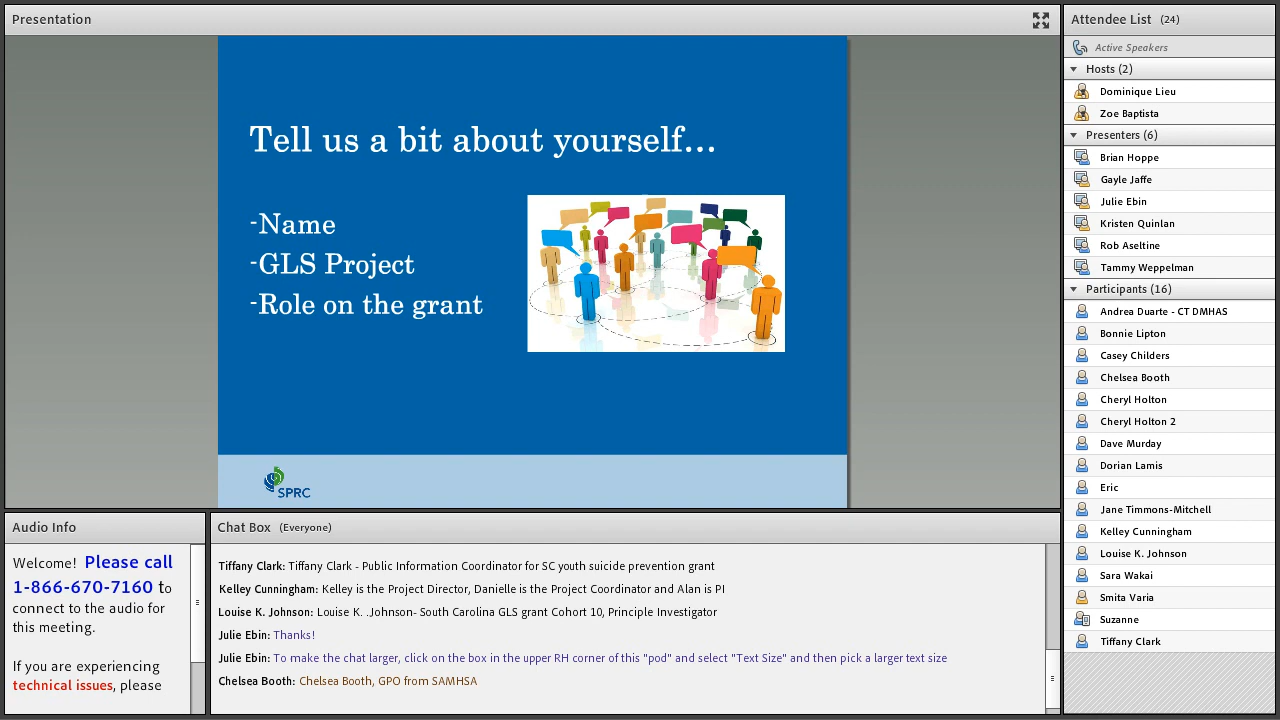 Presentation
Tell us a bit about yourself...
-Name
-GLS Project
-Role on the grant
SPRC
Audio Info
Welcome! Please call
1-866-670-7160 to
connect to the audio for
this meeting.
If you are experiencing
technical issues, please
Chat Box (Everyone)
Tiffany Clark: Tiffany Clark - Public Information Coordinator for SC youth suicide prevention grant
Kelley Cunningham: Kelley is the Project Director, Danielle is the Project Coordinator and Alan is PI
Louise K. Johnson: Louise K. .Johnson- South Carolina GLS grant Cohort 10, Principle Investigator
Julie Ebin: Thanks!
Julie Ebin: To make the chat larger, click on the box in the upper RH corner of this "pod" and select "Text Size" and then pick a larger text size
Chelsea Booth: Chelsea Booth, GPO from SAMHSA
Attendee List (24)
Active Speakers
Hosts (2)
Dominique Lieu
Zoe Baptista
Presenters (6)
Brian Hoppe
Gayle Jaffe
Julie Ebin
Kristen Quinlan
Rob Aseltine
Tammy Weppelman
Participants (16)
Andrea Duarte - CT DMHAS
Bonnie Lipton
Casey Childers
Chelsea Booth
Cheryl Holton
Cheryl Holton 2
Dave Murday
Dorian Lamis
Eric
Jane Timmons-Mitchell
Kelley Cunningham
Louise K. Johnson
Sara Wakai
Smita Varia
Suzanne
Tiffany Clark